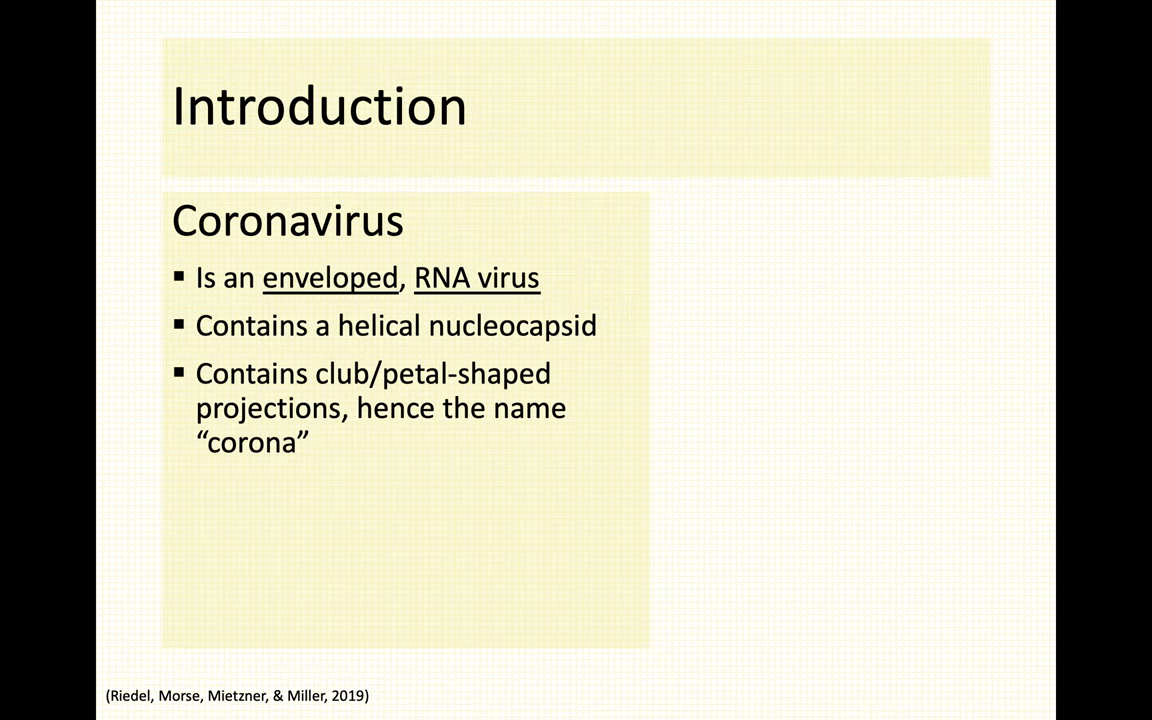 Introduction
Coronavirus
▪ Is an enveloped, RNA virus
▪ Contains a helical nucleocapsid
▪ Contains club/petal-shaped
projections, hence the name
“corona”
(Riedel, Morse, Mietzner, & Miller, 2019)